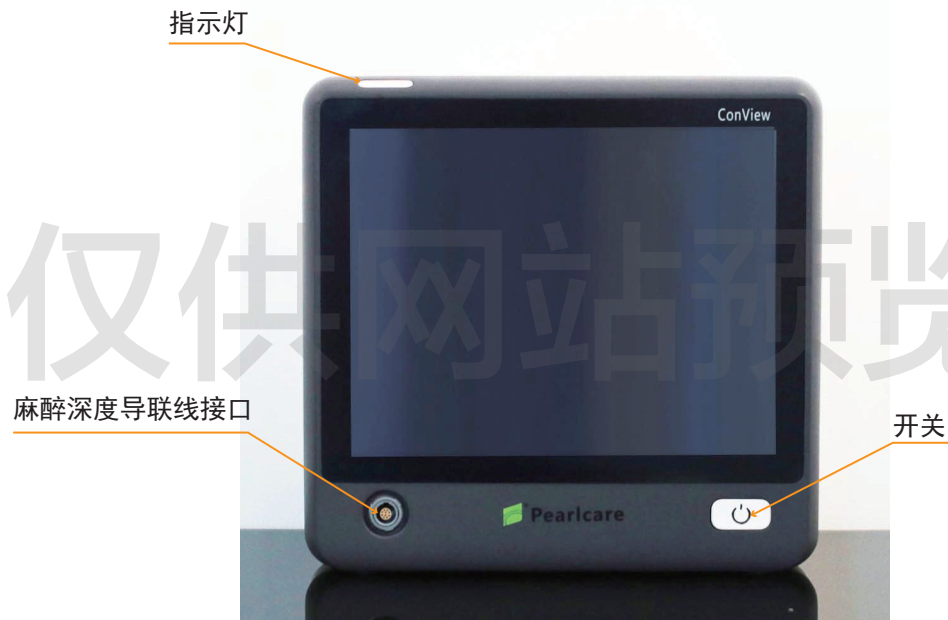 指示灯
ConView
仅供网站预览
麻醉深度导联线接口
开关
Pearlcare